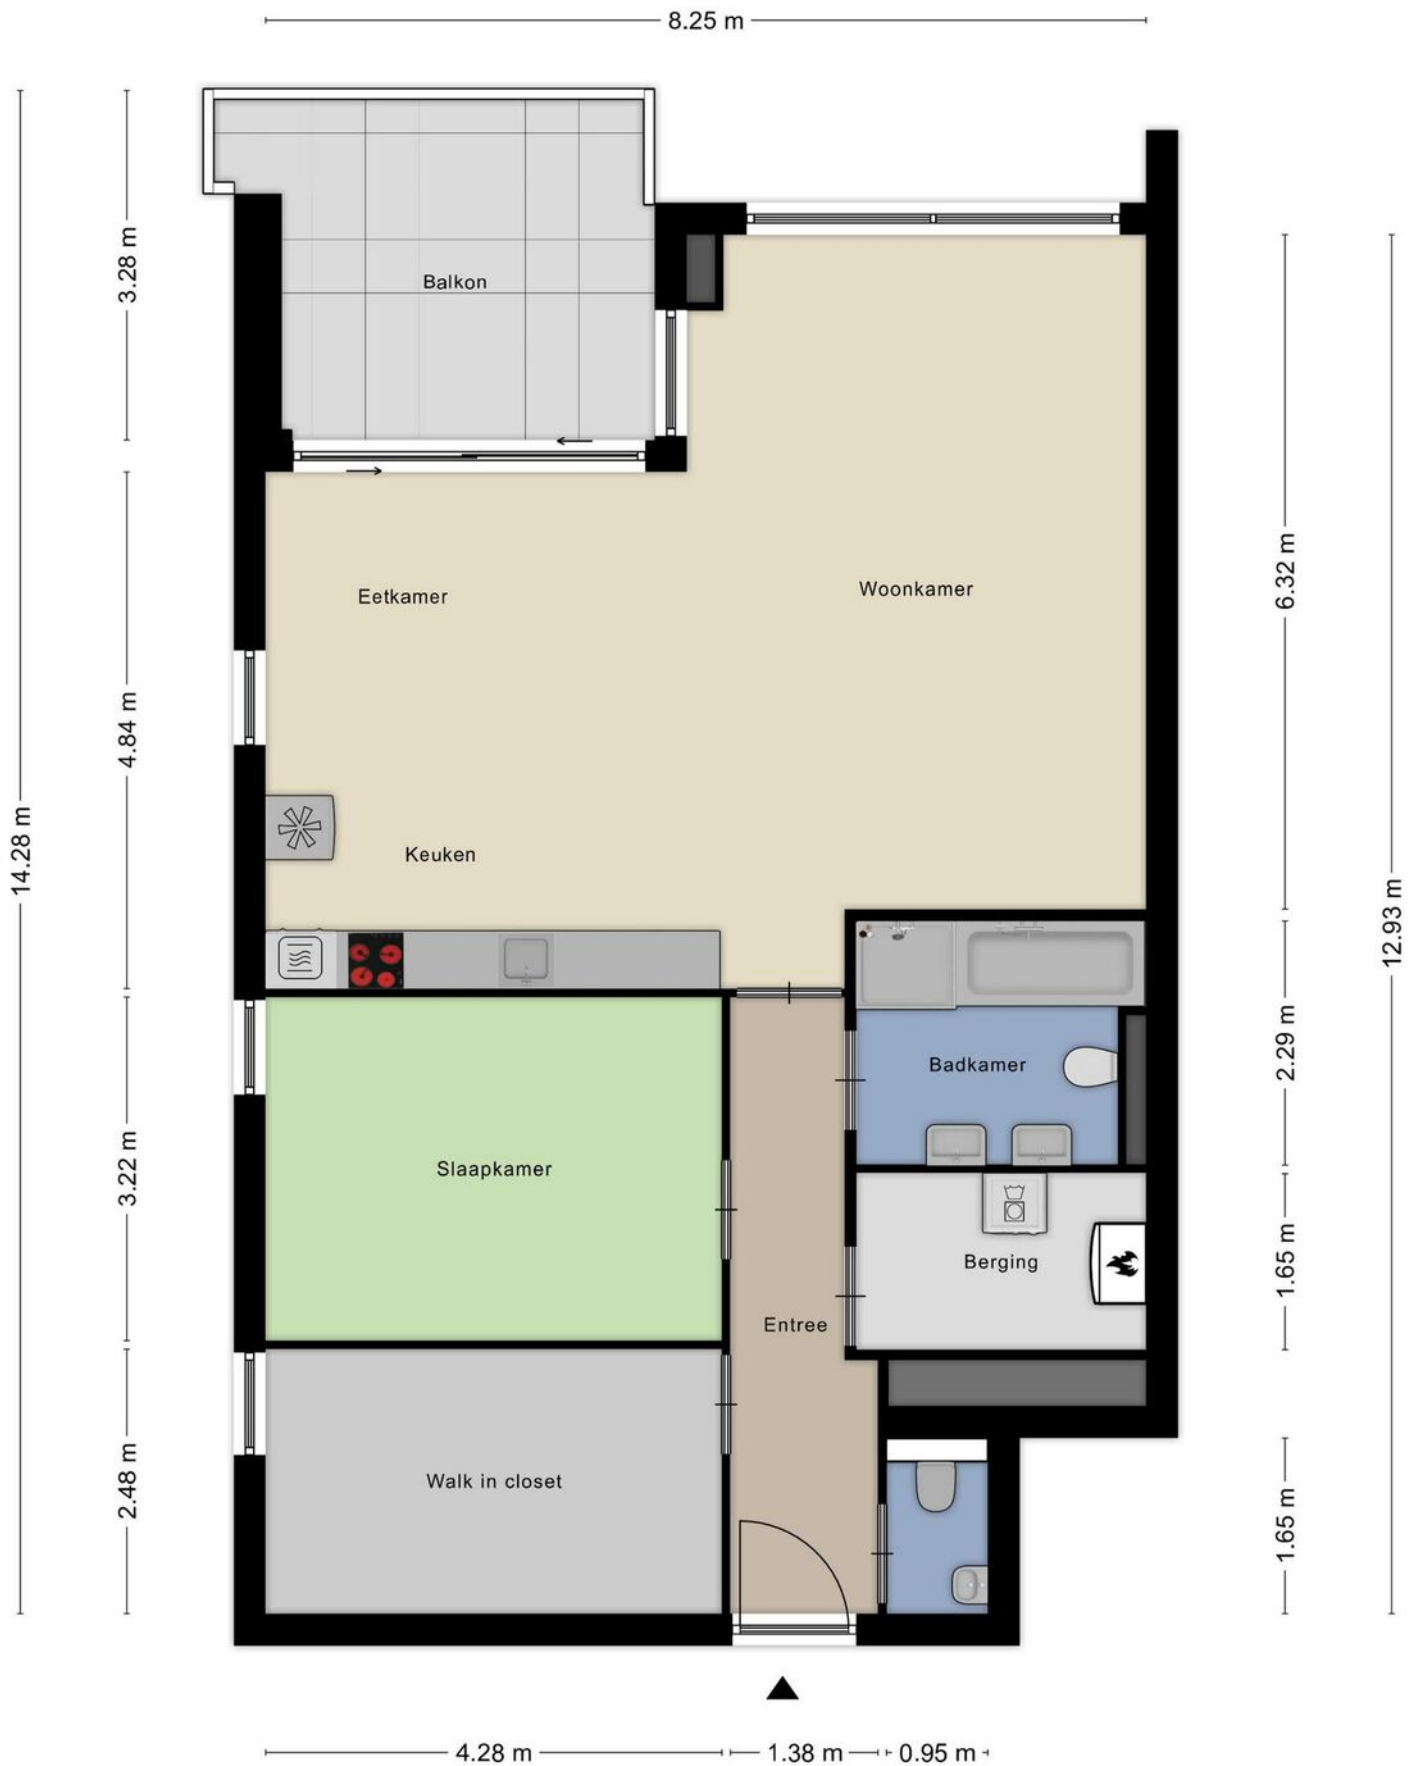 8.25 m
3.28 m
Balkon
6.32 m
Eetkamer
Woonkamer
4.84 m
14.28 m
Keuken
12.93 m
2.29 m
Badkamer
3.22 m
Slaapkamer
1.65 m
Berging
Entree
2.48 m
Walk in closet
1.65 m
4.28 m
1.38 m
0.95 m